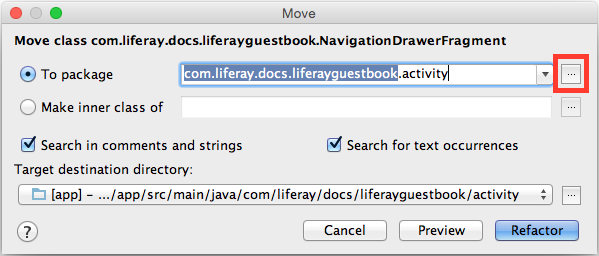 Move
Move class com.liferay.docs.liferayguestbook.NavigationDrawerFragment
To package com.liferay.docs.liferayguestbook.activity ...
Make inner class of ...
Search in comments and strings Search for text occurrences
Target destination directory:
[app] – .../app/src/main/java/com/liferay/docs/liferayguestbook/activity ...
? Cancel Preview Refactor